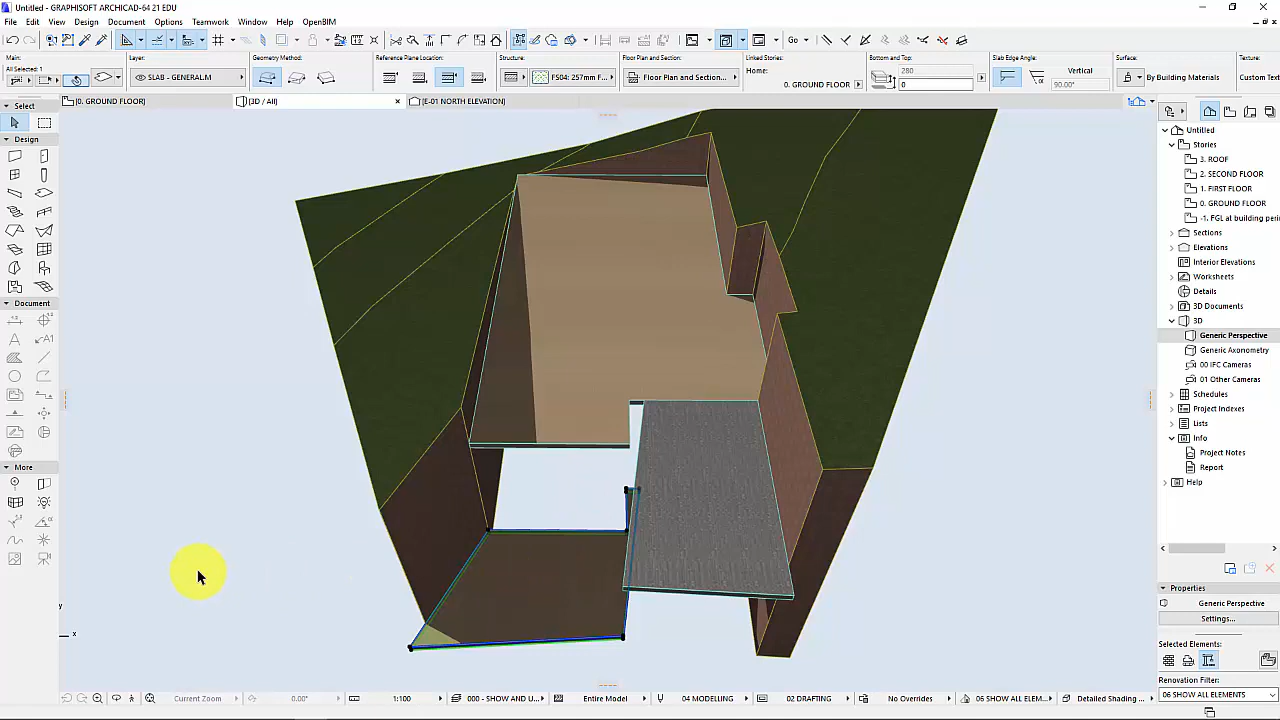 Untitled - GRAPHISOFT ARCHICAD-64 21 EDU
File Edit View Design Document Options Teamwork Window Help OpenBIM
Main:
All Selected: 1
Layer:
SLAB - GENERAL.M
Geometry Method:
Reference Plane Location:
Structure:
FS04: 257mm F...
Floor Plan and Section:
Floor Plan and Section...
Linked Stories:
Home:
0. GROUND FLOOR
Bottom and Top:
280
0
Slab Edge Angle:
Vertical
90.00°
Surface:
By Building Materials
Texture:
Custom Text
[0. GROUND FLOOR]
[3D / All]
[E-01 NORTH ELEVATION]
Select
Design
Document
More
y
x
Untitled
Stories
3. ROOF
2. SECOND FLOOR
1. FIRST FLOOR
0. GROUND FLOOR
-1. FGL at building peri
Sections
Elevations
Interior Elevations
Worksheets
Details
3D Documents
3D
Generic Perspective
Generic Axonometry
00 IFC Cameras
01 Other Cameras
Schedules
Project Indexes
Lists
Info
Project Notes
Report
Help
Properties
Generic Perspective
Settings...
Selected Elements:
Renovation Filter:
06 SHOW ALL ELEMENTS
Current Zoom
0.00°
1:100
000 - SHOW AND U...
Entire Model
04 MODELLING
02 DRAFTING
No Overrides
06 SHOW ALL ELEM...
Detailed Shading ...